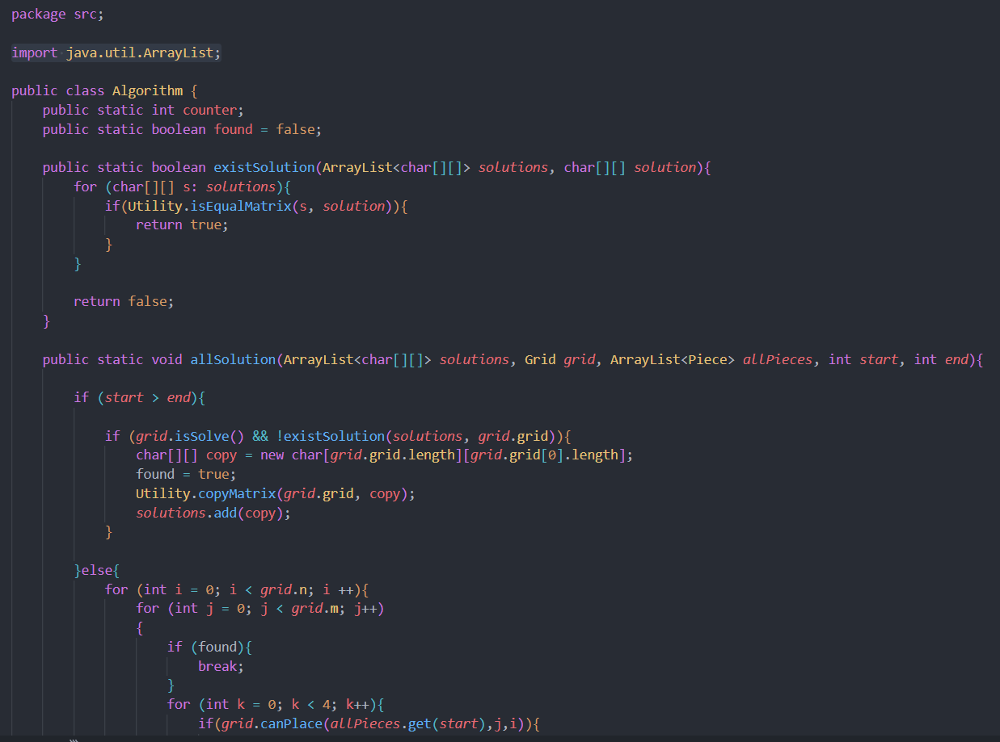 package src;
import java.util.ArrayList;
public class Algorithm {
public static int counter;
public static boolean found = false;
public static boolean existSolution(ArrayList<char[][]> solutions, char[][] solution){
for (char[][] s: solutions){
if(Utility.isEqualMatrix(s, solution)){
return true;
}
}
return false;
}
public static void allSolution(ArrayList<char[][]> solutions, Grid grid, ArrayList<Piece> allPieces, int start, int end){
if (start > end){
if (grid.isSolve() && !existSolution(solutions, grid.grid)){
char[][] copy = new char[grid.grid.length][grid.grid[0].length];
found = true;
Utility.copyMatrix(grid.grid, copy);
solutions.add(copy);
}
}else{
for (int i = 0; i < grid.n; i ++){
for (int j = 0; j < grid.m; j++)
{
if (found){
break;
}
for (int k = 0; k < 4; k++){
if(grid.canPlace(allPieces.get(start),j,i)){